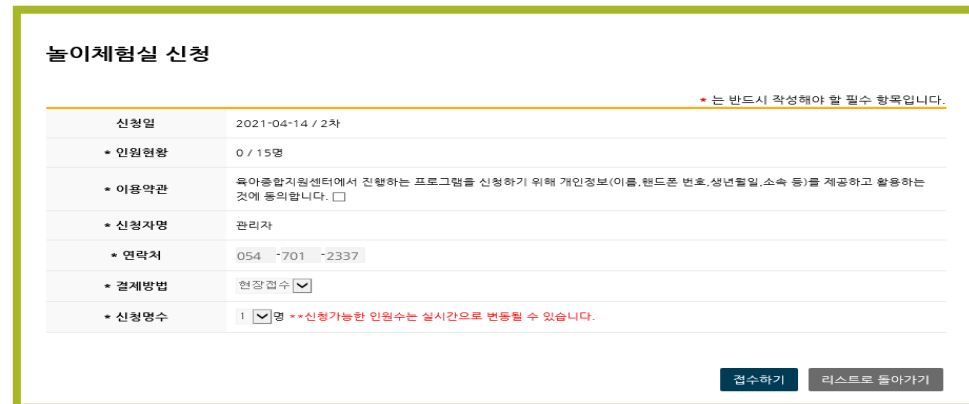 놀이체험실 신청
* 는 반드시 작성해야 할 필수 항목입니다.
신청일 2021-04-14 / 2차
* 인원현황 0 / 15명
* 이용약관 육아종합지원센터에서 진행하는 프로그램을 신청하기 위해 개인정보(이름,핸드폰 번호,생년월일,소속 등)를 제공하고 활용하는
것에 동의합니다.
* 신청자명 관리자
* 연락처 054 -701 -2337
* 결제방법 현장접수
* 신청명수 1 명 **신청가능한 인원수는 실시간으로 변동될 수 있습니다.
접수하기 리스트로 돌아가기